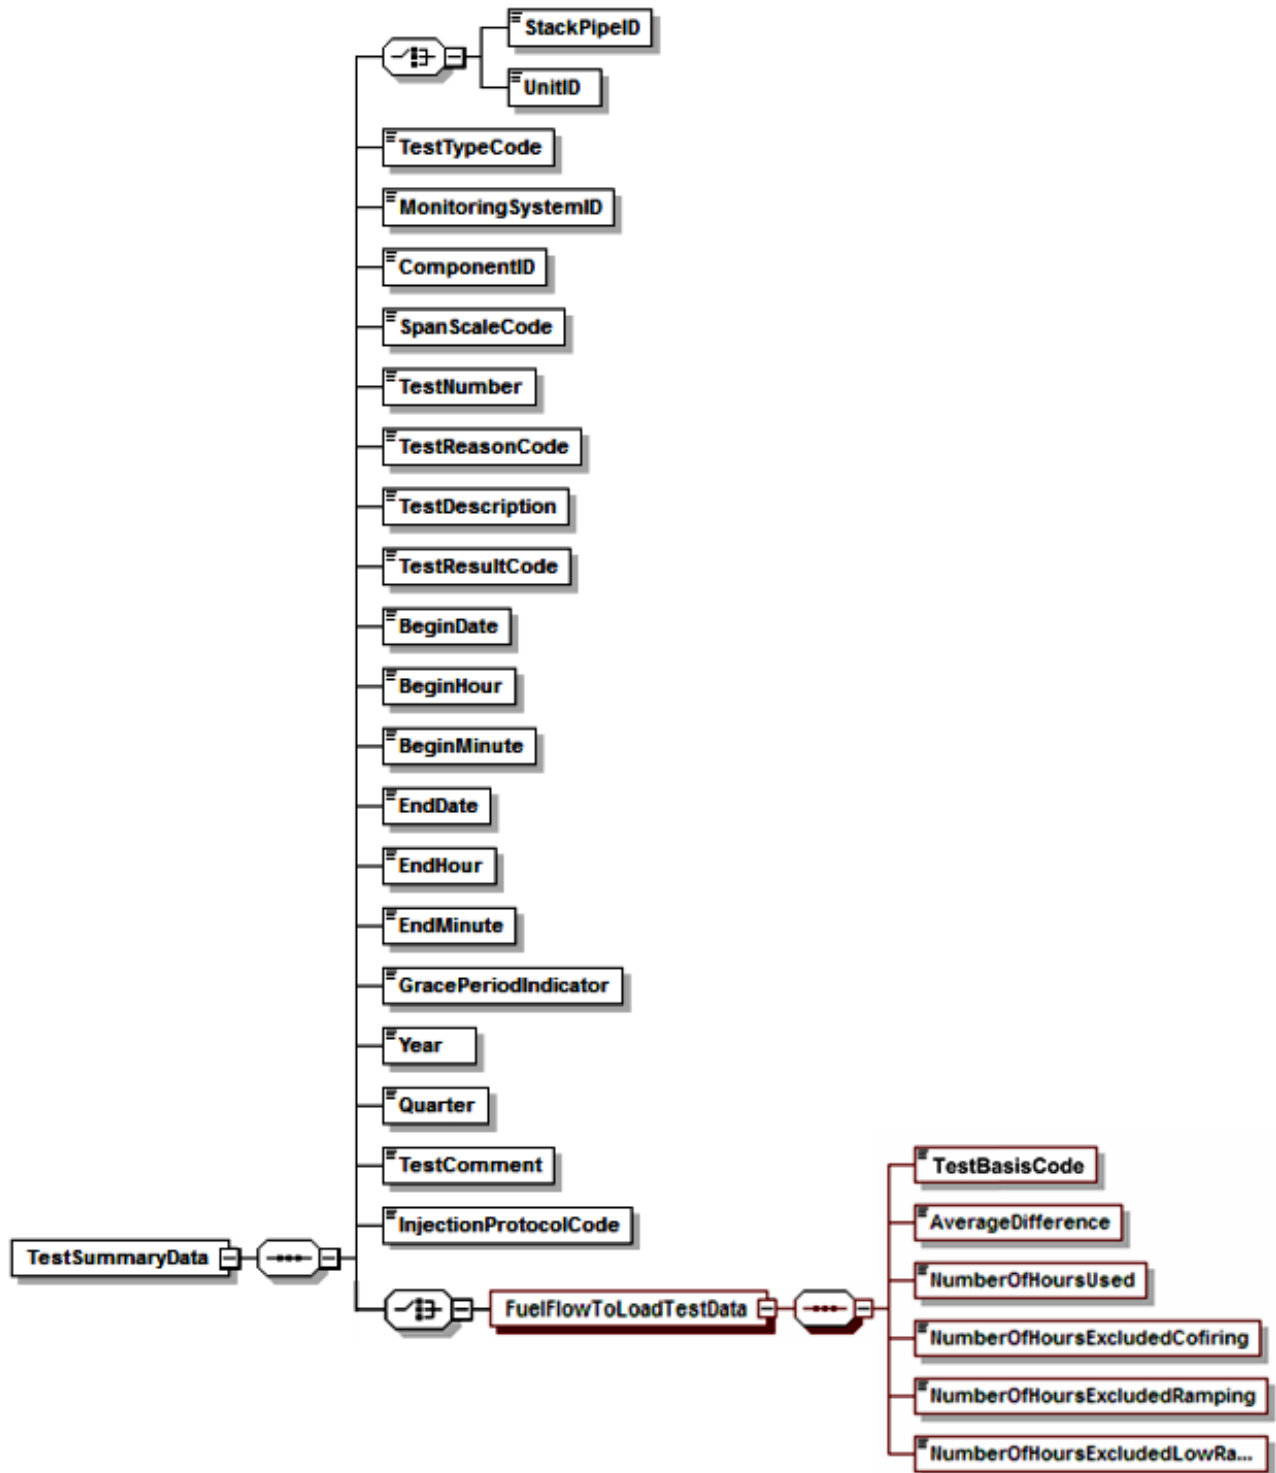 StackPipeID
UnitID
TestTypeCode
MonitoringSystemID
ComponentID
SpanScaleCode
TestNumber
TestReasonCode
TestDescription
TestResultCode
BeginDate
BeginHour
BeginMinute
EndDate
EndHour
EndMinute
GracePeriodIndicator
Year
Quarter
TestComment
InjectionProtocolCode
TestSummaryData
FuelFlowToLoadTestData
TestBasisCode
AverageDifference
NumberOfHoursUsed
NumberOfHoursExcludedCofiring
NumberOfHoursExcludedRamping
NumberOfHoursExcludedLowRa...